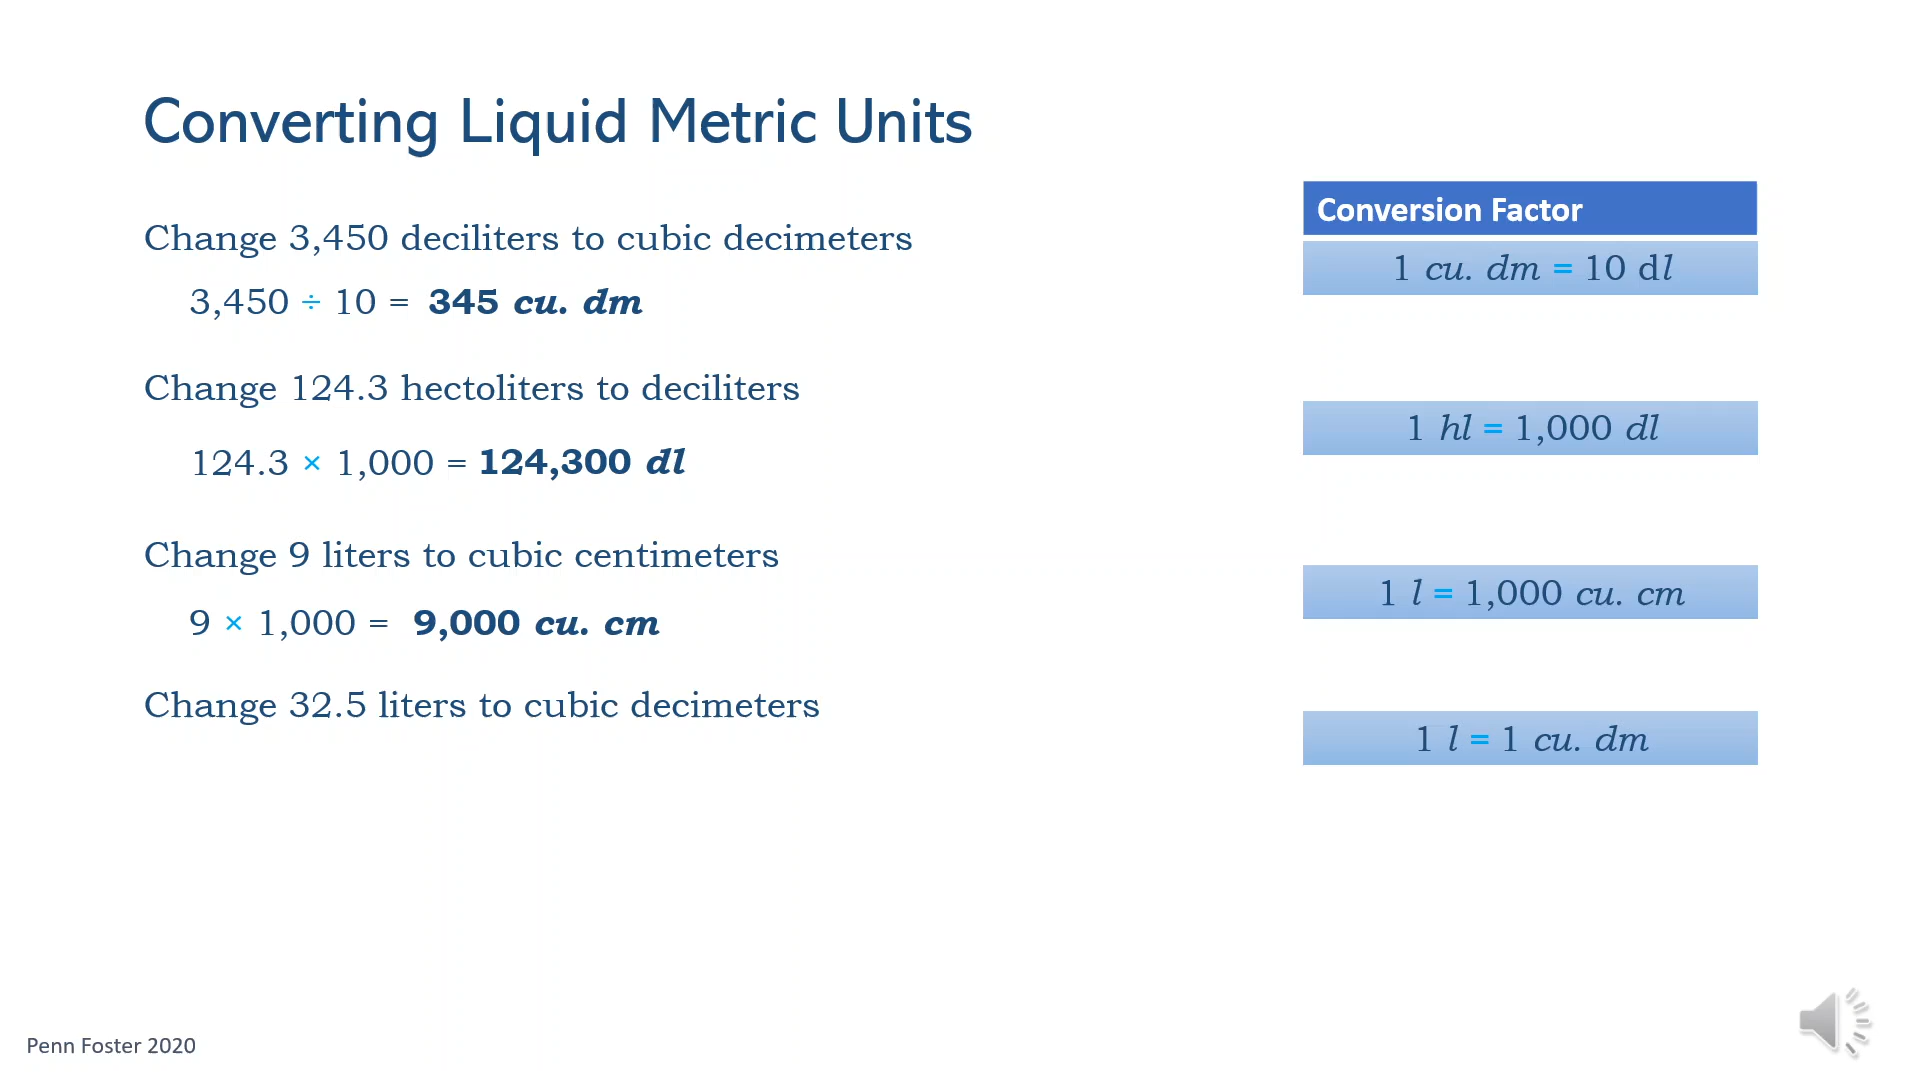 Converting Liquid Metric Units
Conversion Factor
Change 3,450 deciliters to cubic decimeters
1 cu. dm = 10 dl
3,450 ÷ 10 = 345 cu. dm
Change 124.3 hectoliters to deciliters
1 hl = 1,000 dl
124.3 × 1,000 = 124,300 dl
Change 9 liters to cubic centimeters
1 l = 1,000 cu. cm
9 × 1,000 = 9,000 cu. cm
Change 32.5 liters to cubic decimeters
1 l = 1 cu. dm
Penn Foster 2020